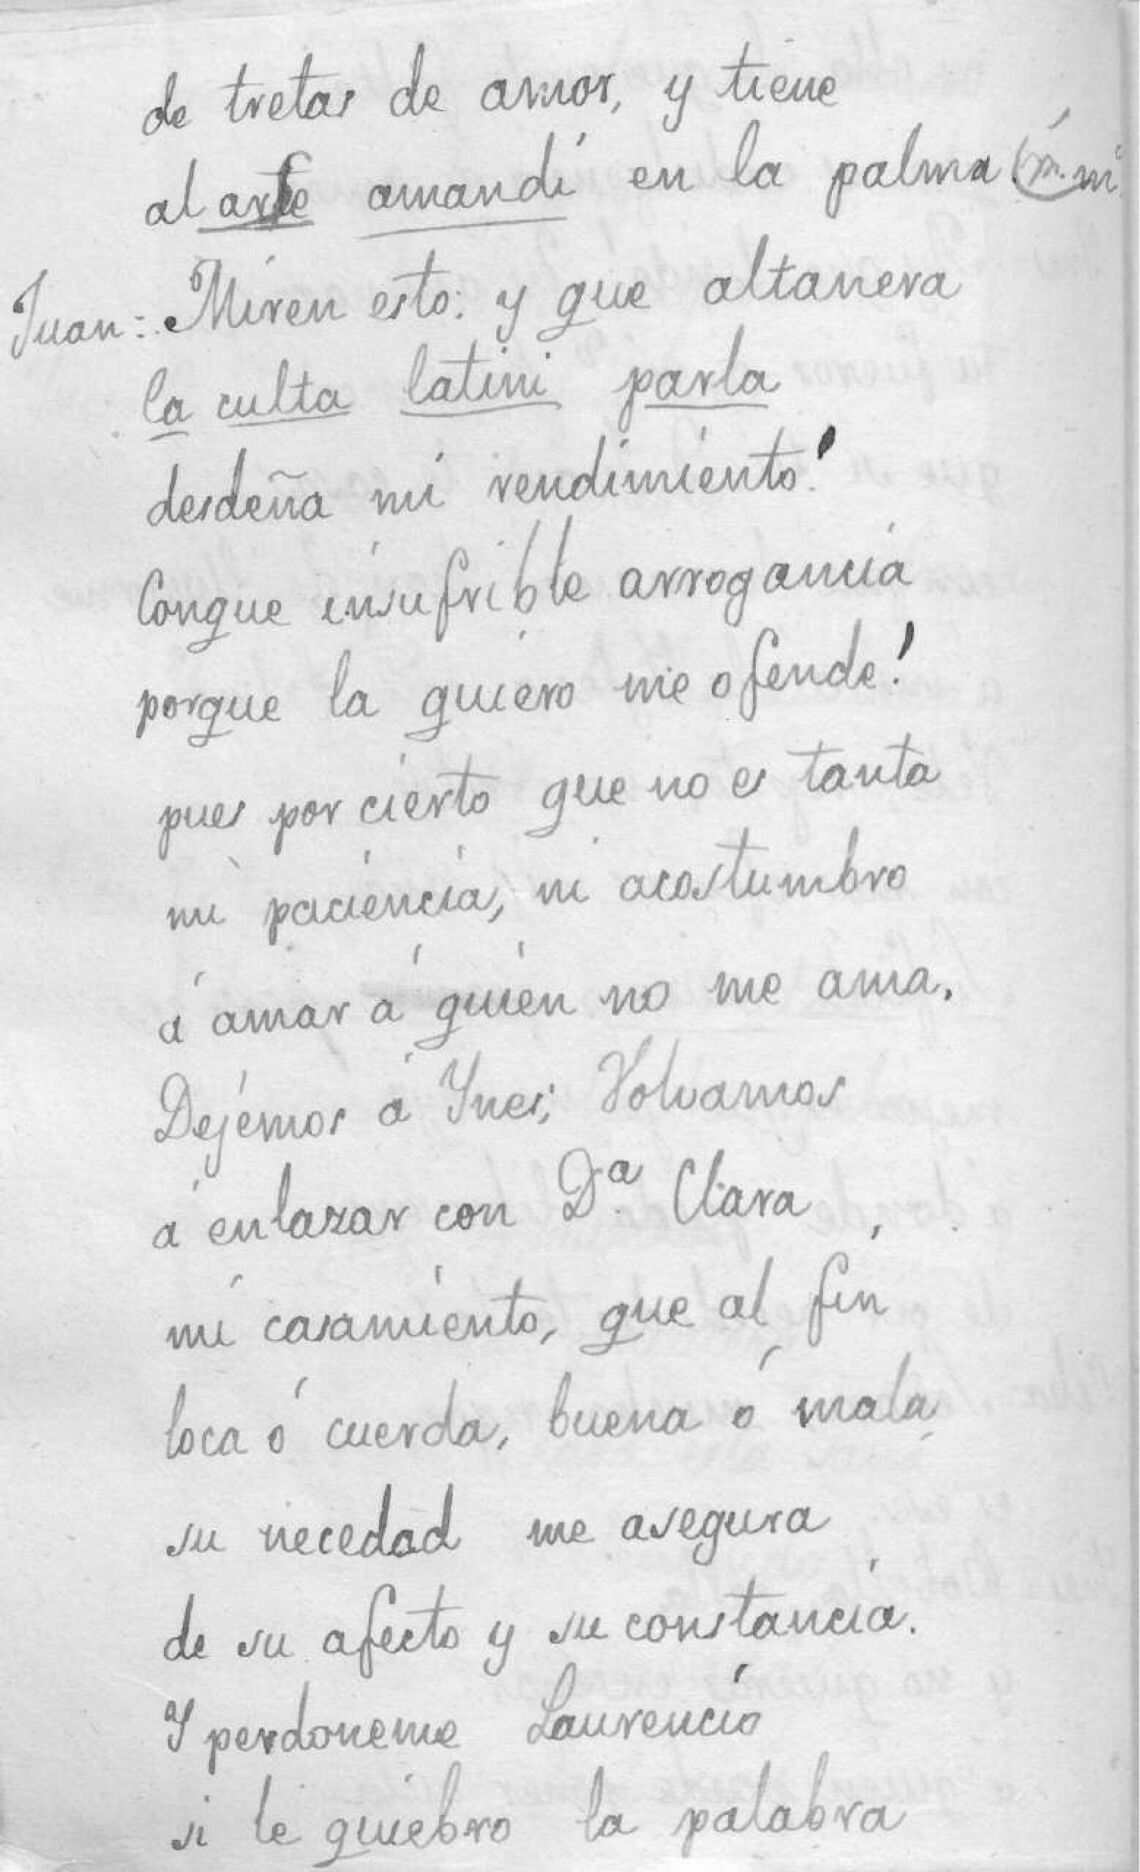 de tretas de amor, y tiene
al arte amandi en la palma
Juan: Miren esto: y que altanera
la culta latini parla
desdeña mi rendimiento!
Conque insufrible arrogancia
porque la quiero me ofende!
pues por cierto que no es tanta
mi paciencia, ni acostumbro
á amar á quien no me ama.
Dejémos á Ynes; Volvamos
á enlazar con Dª Clara,
mi casamiento, que al fin
loca ó cuerda, buena ó mala,
su necedad me asegura
de su afecto y su constancia.
Y perdoneme Laurencio
si le quiebro la palabra